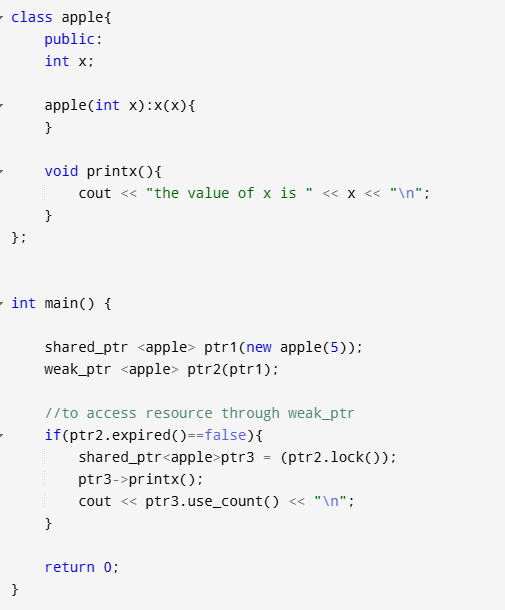 class apple{
    public:
    int x;

    apple(int x):x(x){
    }

    void printx(){
        cout << "the value of x is " << x << "\n";
    }
};


int main() {

    shared_ptr <apple> ptr1(new apple(5));
    weak_ptr <apple> ptr2(ptr1);

    //to access resource through weak_ptr
    if(ptr2.expired()==false){
        shared_ptr<apple>ptr3 = (ptr2.lock());
        ptr3->printx();
        cout << ptr3.use_count() << "\n";
    }

    return 0;
}